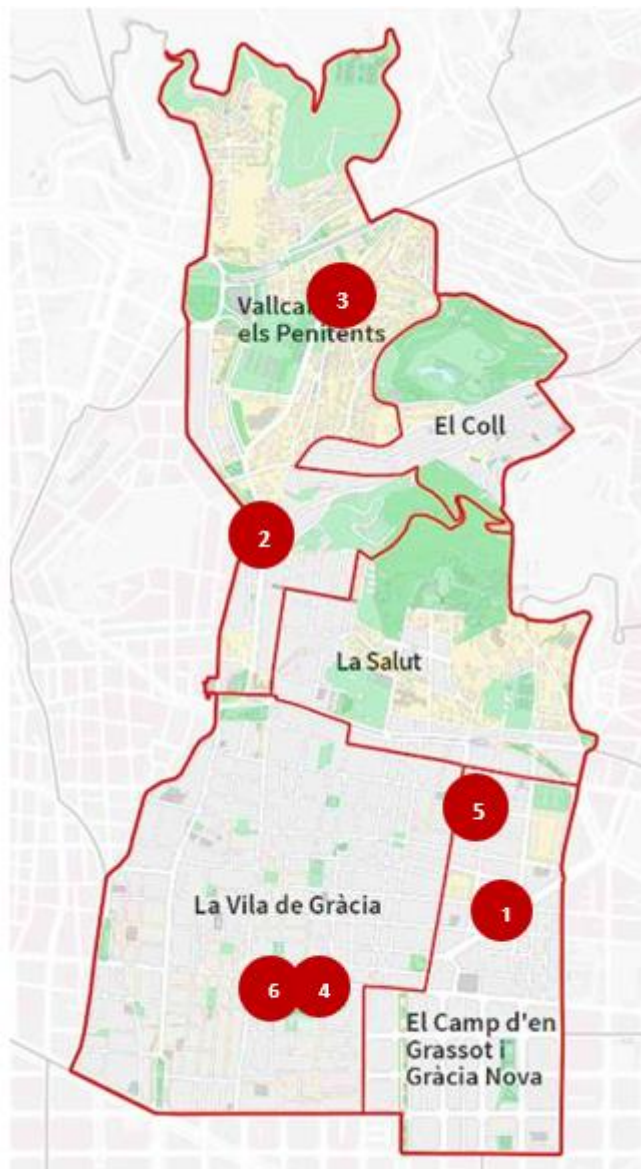 3
Vallca
els Penitents
El Coll
2
La Salut
5
La Vila de Gràcia
1
6
4
El Camp d'en
Grassot i
Gràcia Nova